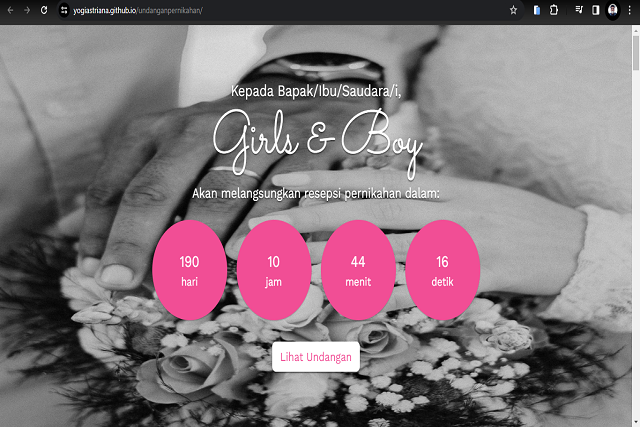 yogiastriana.github.io/undanganpernikahan/
Kepada Bapak/Ibu/Saudara/i,
Girls & Boy
Akan melangsungkan resepsi pernikahan dalam:
190 10 44 16
hari jam menit detik
Lihat Undangan